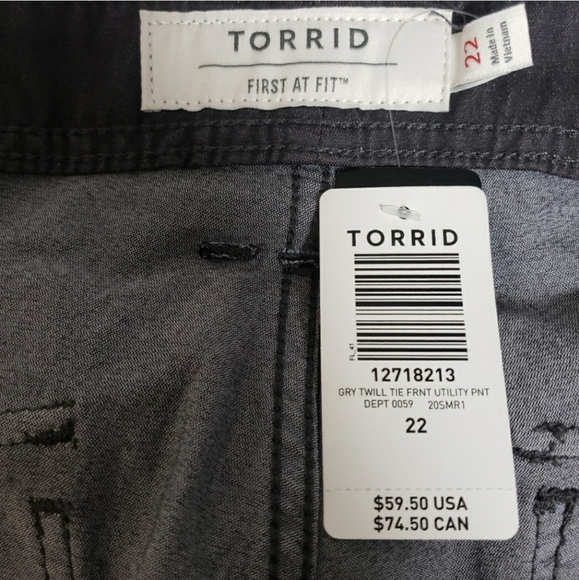 TORRID
FIRST AT FIT™
22
Made in
Vietnam
TORRID
FL_41
12718213
GRY TWILL TIE FRNT UTILITY PNT
DEPT 0059 20SMR1
22
$59.50 USA
$74.50 CAN